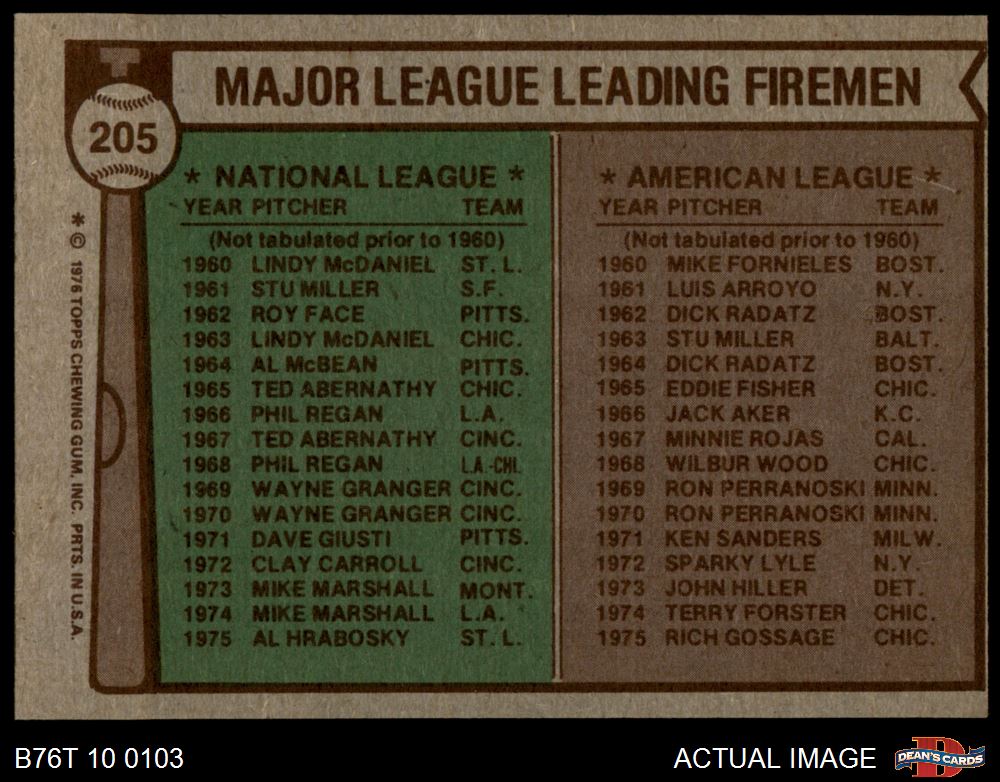 MAJOR LEAGUE LEADING FIREMEN
205
* NATIONAL LEAGUE *
YEAR PITCHER TEAM
(Not tabulated prior to 1960)
1960 LINDY McDANIEL ST. L.
1961 STU MILLER S.F.
1962 ROY FACE PITTS.
1963 LINDY McDANIEL CHIC.
1964 AL McBEAN PITTS.
1965 TED ABERNATHY CHIC.
1966 PHIL REGAN L.A.
1967 TED ABERNATHY CINC.
1968 PHIL REGAN L.A.-CHI.
1969 WAYNE GRANGER CINC.
1970 WAYNE GRANGER CINC.
1971 DAVE GIUSTI PITTS.
1972 CLAY CARROLL CINC.
1973 MIKE MARSHALL MONT.
1974 MIKE MARSHALL L.A.
1975 AL HRABOSKY ST. L.
* AMERICAN LEAGUE *
YEAR PITCHER TEAM
(Not tabulated prior to 1960)
1960 MIKE FORNIELES BOST.
1961 LUIS ARROYO N.Y.
1962 DICK RADATZ BOST.
1963 STU MILLER BALT.
1964 DICK RADATZ BOST.
1965 EDDIE FISHER CHIC.
1966 JACK AKER K.C.
1967 MINNIE ROJAS CAL.
1968 WILBUR WOOD CHIC.
1969 RON PERRANOSKI MINN.
1970 RON PERRANOSKI MINN.
1971 KEN SANDERS MILW.
1972 SPARKY LYLE N.Y.
1973 JOHN HILLER DET.
1974 TERRY FORSTER CHIC.
1975 RICH GOSSAGE CHIC.
* © 1976 TOPPS CHEWING GUM, INC. PRTS. IN U.S.A.
B76T 10 0103
ACTUAL IMAGE
DEAN'S CARDS